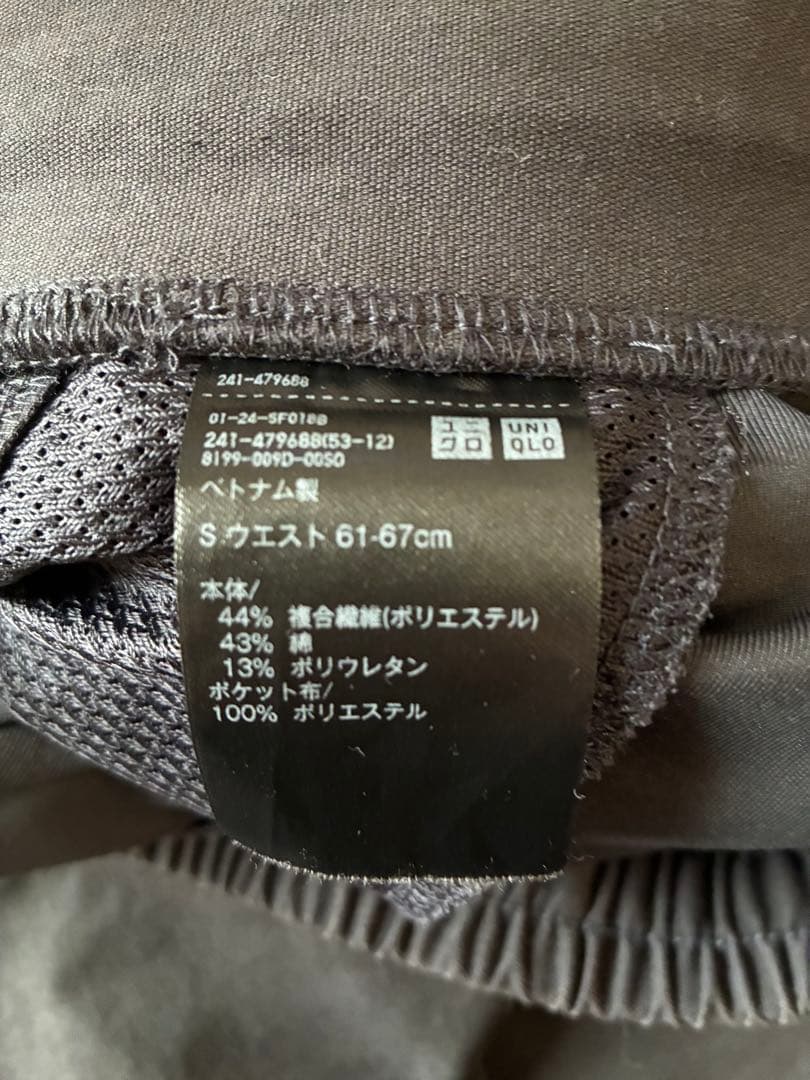 241-479688
01-24-SF018B
241-479688(53-12)
8199-009D-00SO
ユニ
クロ
UNI
QLO
ベトナム製
S ウエスト 61-67cm
本体/
44% 複合繊維(ポリエステル)
43% 綿
13% ポリウレタン
ポケット布/
100% ポリエステル